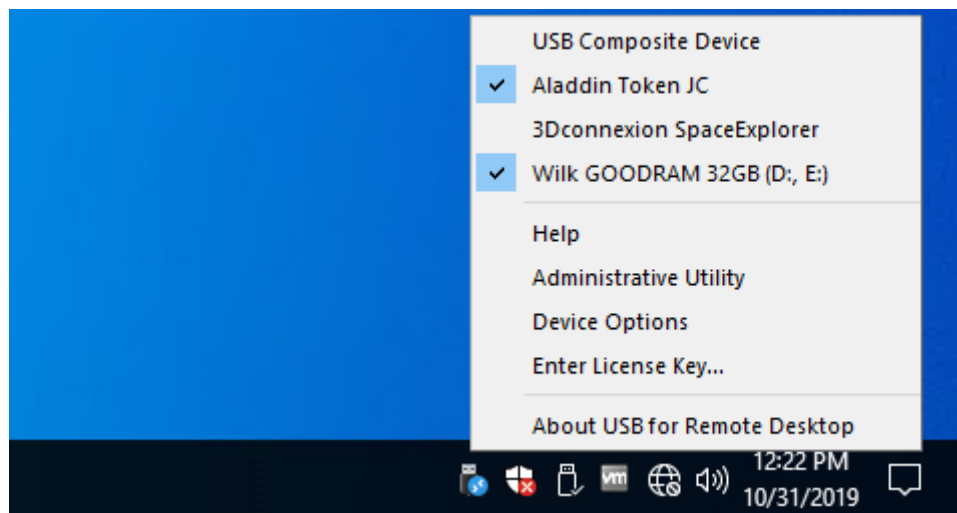 USB Composite Device
Aladdin Token JC
3Dconnexion SpaceExplorer
Wilk GOODRAM 32GB (D:, E:)
Help
Administrative Utility
Device Options
Enter License Key...
About USB for Remote Desktop
vm
12:22 PM
10/31/2019